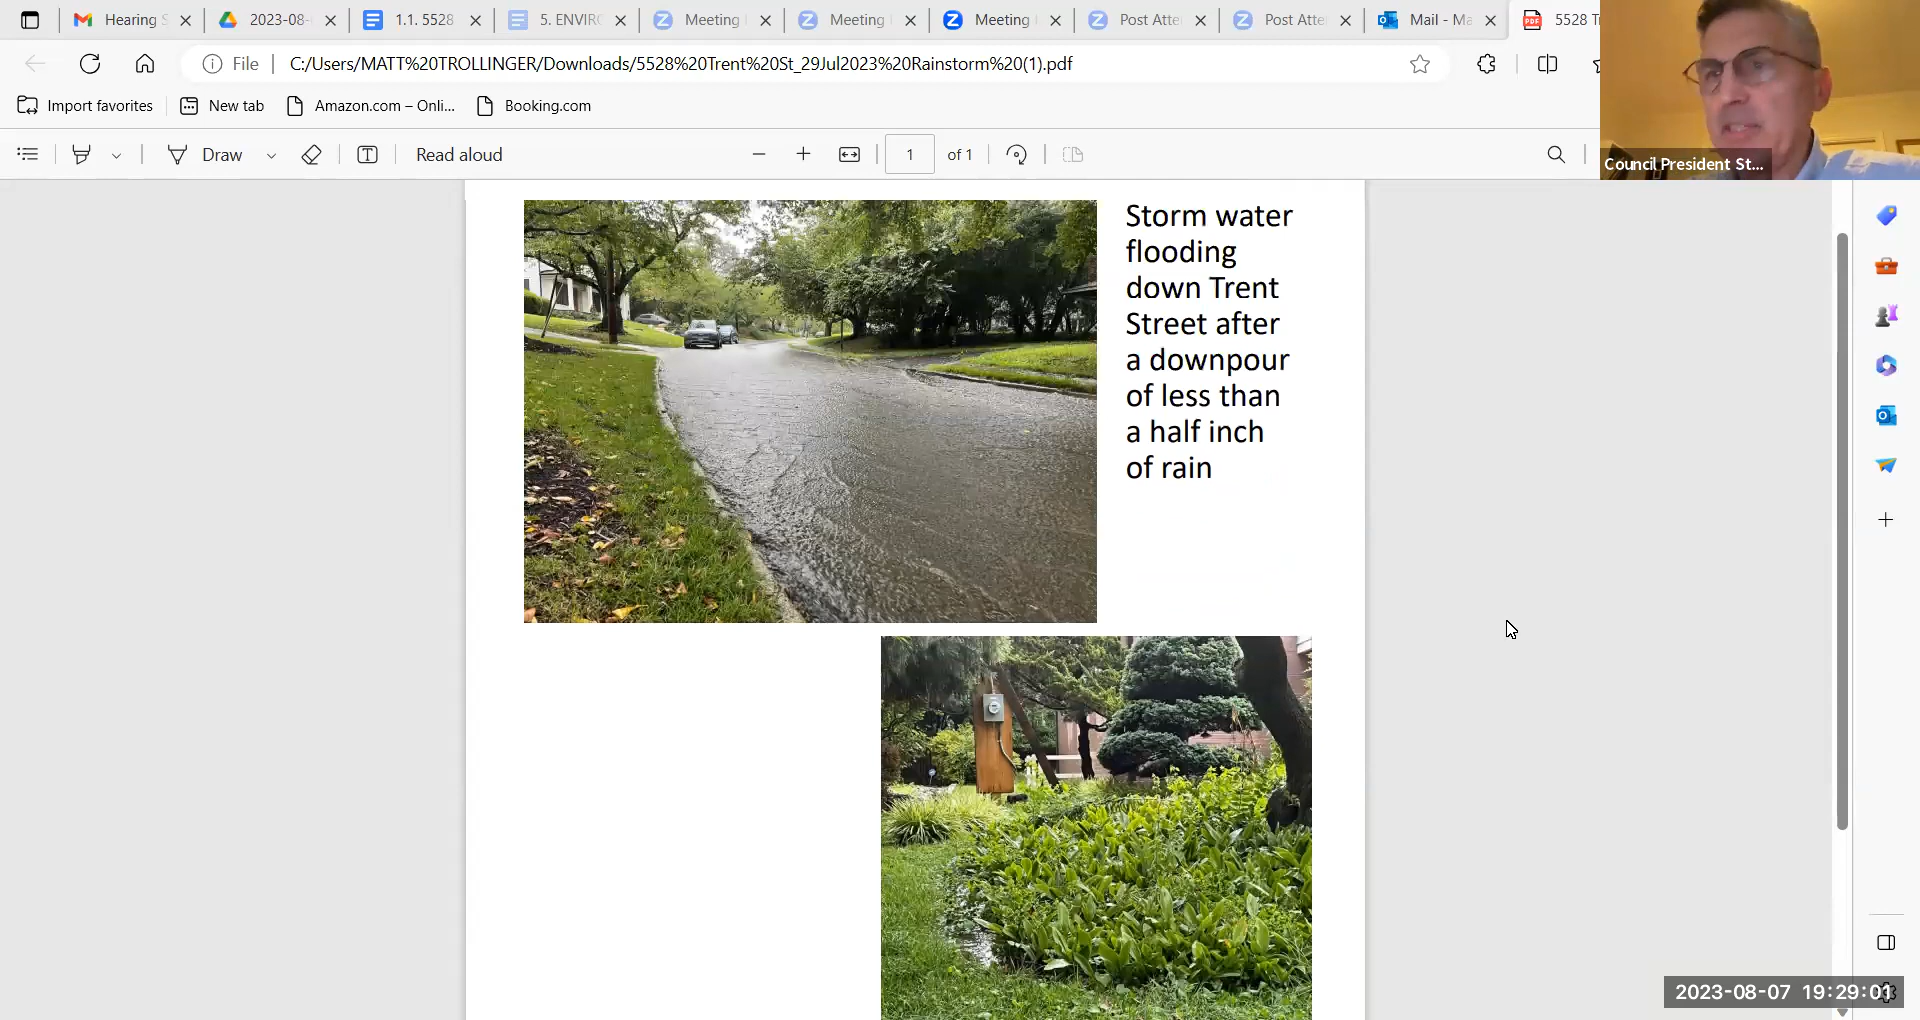 Hearing S
2023-08-
1.1. 5528
5. ENVIR
Meeting
Meeting
Meeting
Post Atte
Post Atte
Mail - Ma
5528 Tr
File
C:/Users/MATT%20TROLLINGER/Downloads/5528%20Trent%20St_29Jul2023%20Rainstorm%20(1).pdf
Import favorites
New tab
Amazon.com – Onli...
Booking.com
Draw
Read aloud
1
of 1
Council President St...
Storm water
flooding
down Trent
Street after
a downpour
of less than
a half inch
of rain
2023-08-07 19:29:01